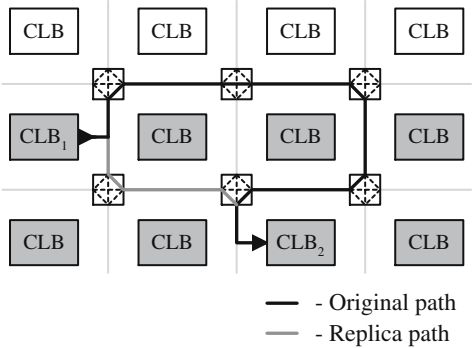 CLB CLB CLB CLB
CLB₁ CLB CLB CLB
CLB CLB CLB₂ CLB
- Original path
- Replica path